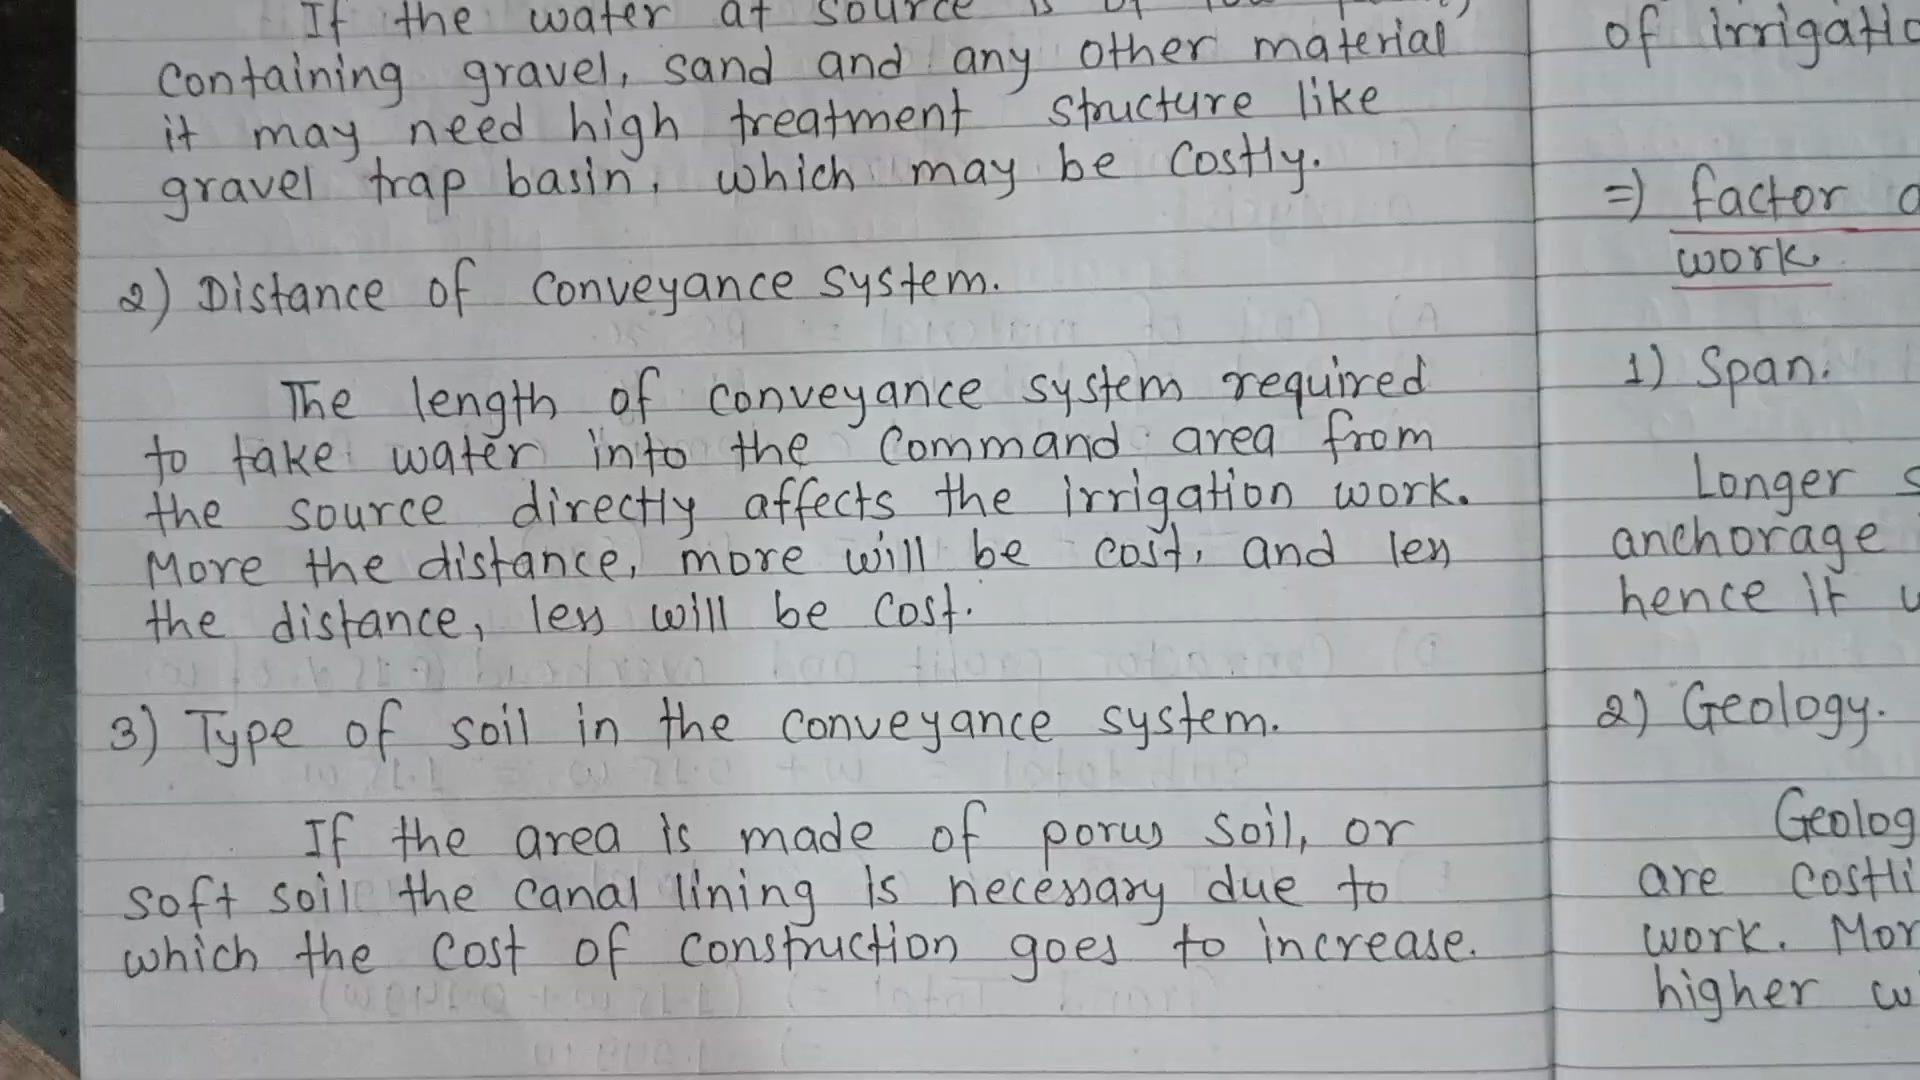 If the water at source is of
containing gravel, sand and any other material
it may need high treatment structure like
gravel trap basin, which may be costly.
2) Distance of conveyance system.
The length of conveyance system required
to take water into the command area from
the source directly affects the irrigation work.
More the distance, more will be cost, and less
the distance, less will be cost.
3) Type of soil in the conveyance system.
If the area is made of porus soil, or
soft soil the canal lining is necessary due to
which the cost of construction goes to increase.
of
=) factor
work.
1) Span.
Longer
anchorage
hence it
2) Geology.
are
work.
higher